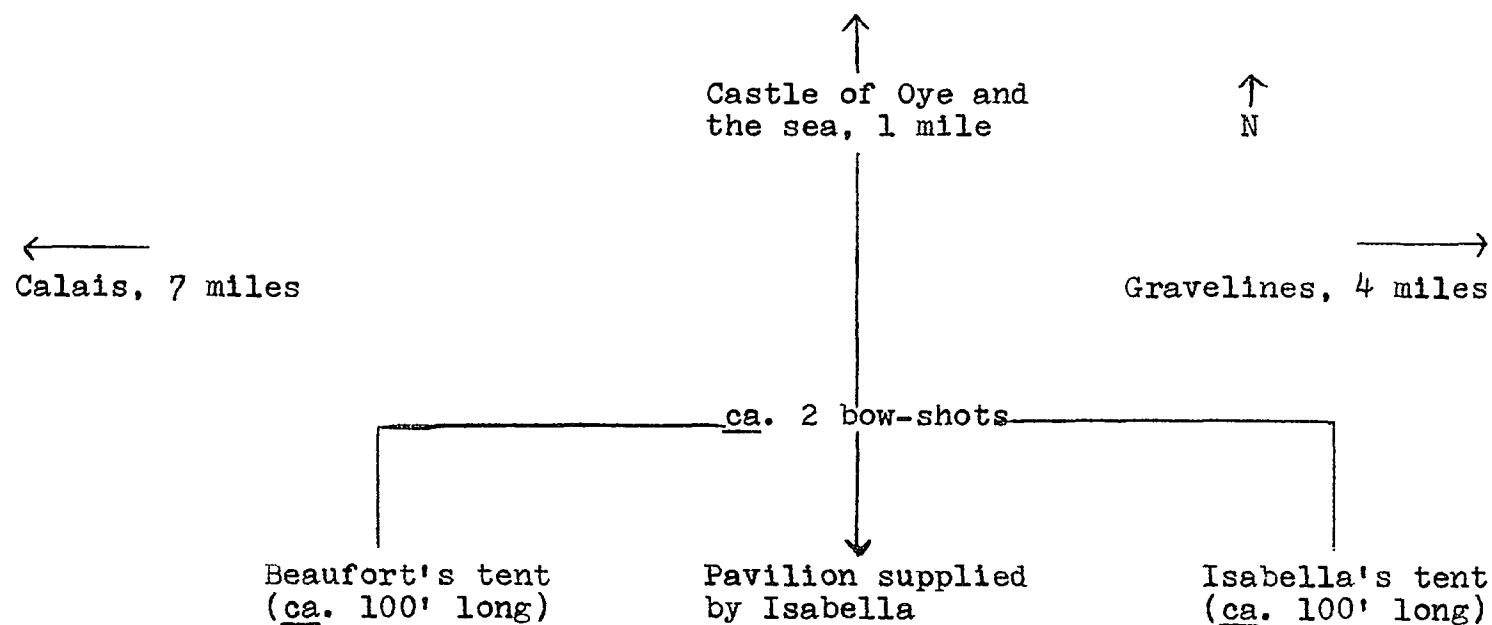 Castle of Oye and
the sea, 1 mile
N
Calais, 7 miles
Gravelines, 4 miles
ca. 2 bow-shots
Beaufort's tent
(ca. 100' long)
Pavilion supplied
by Isabella
Isabella's tent
(ca. 100' long)